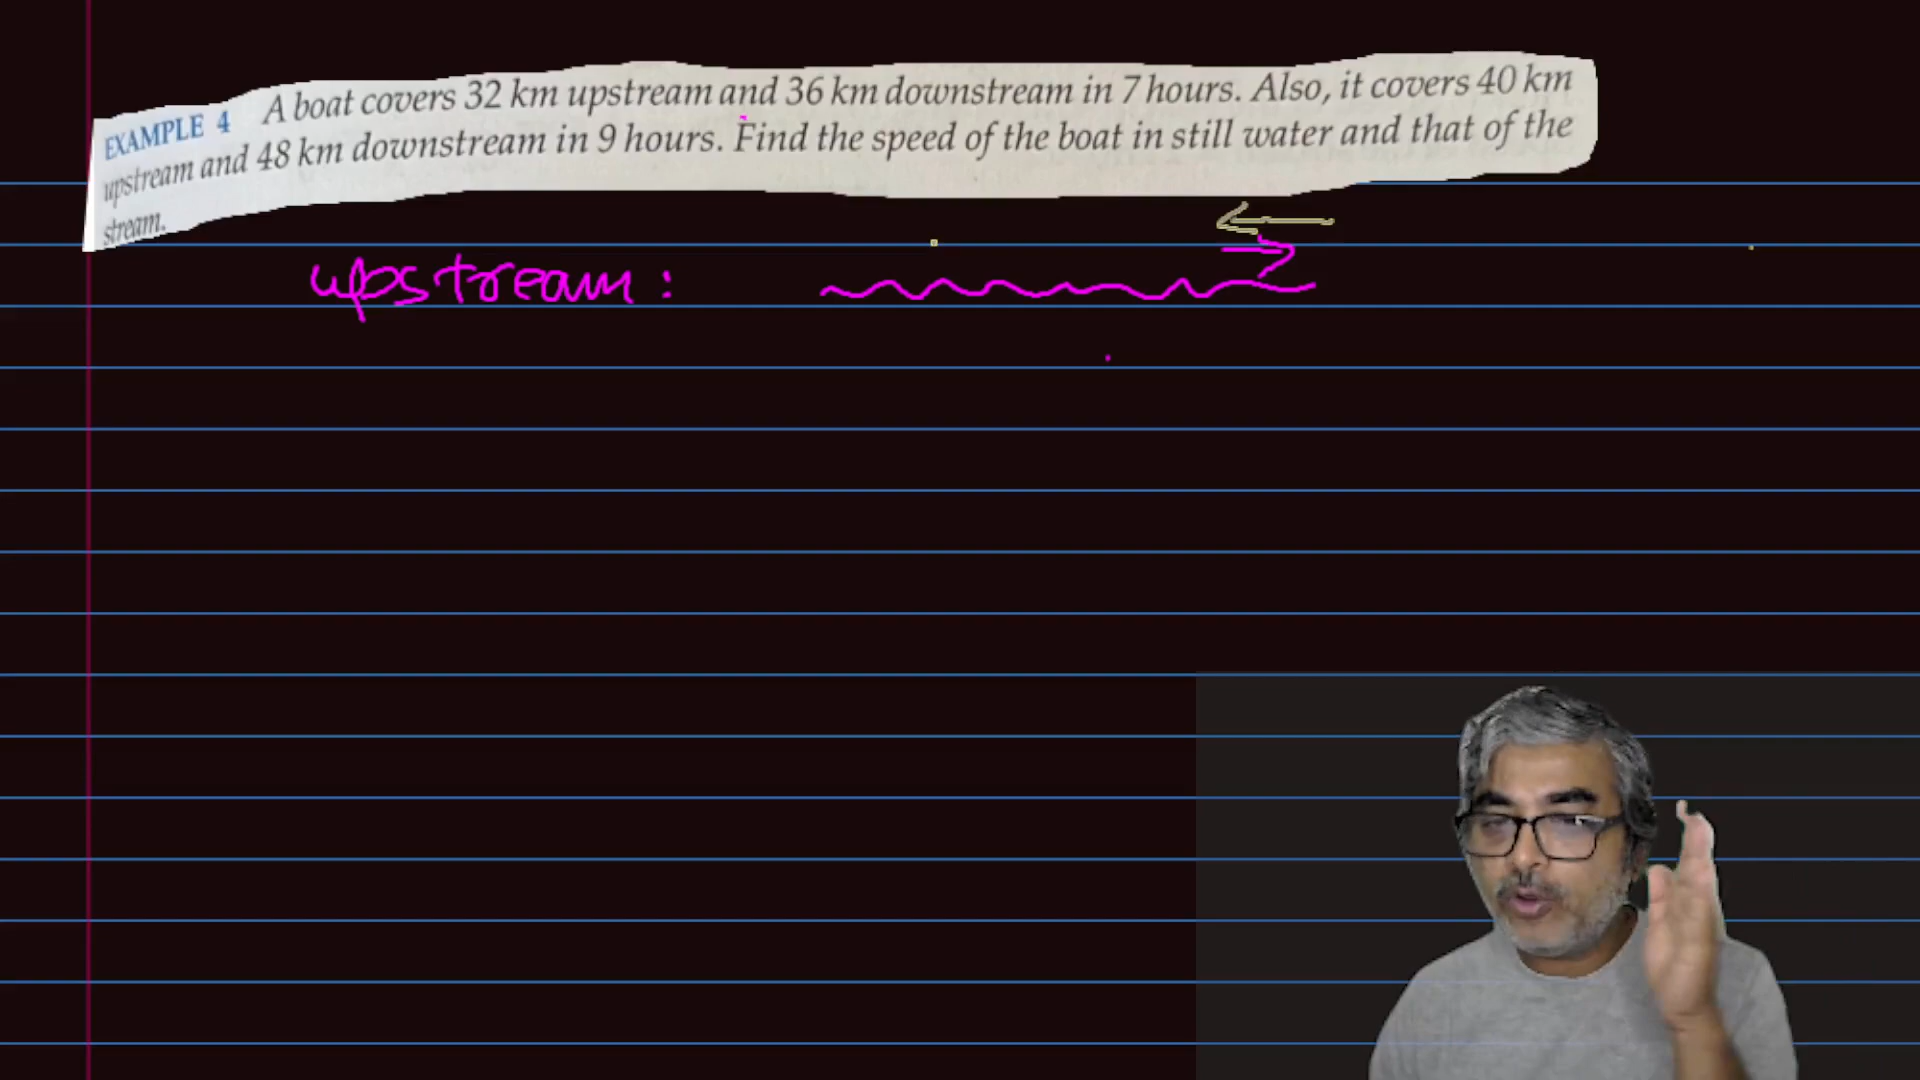 EXAMPLE 4 A boat covers 32 km upstream and 36 km downstream in 7 hours. Also, it covers 40 km
upstream and 48 km downstream in 9 hours. Find the speed of the boat in still water and that of the
stream.
upstream :